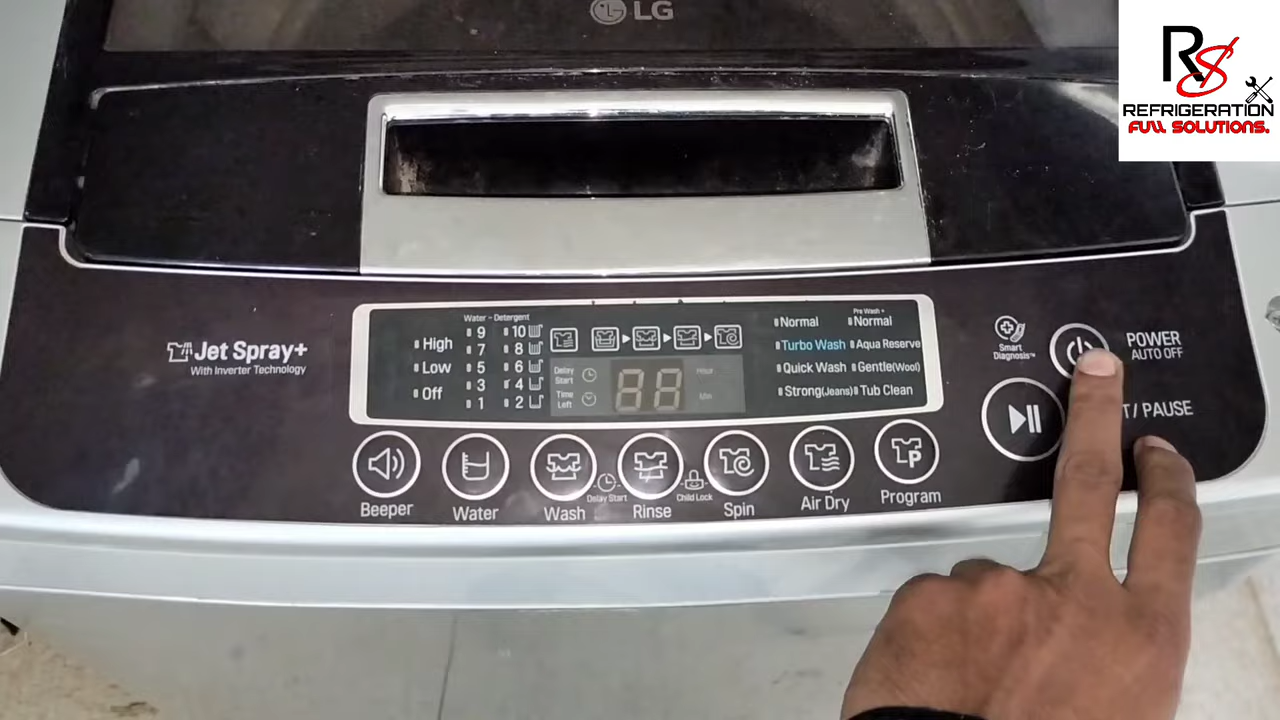 LG
RS
REFRIGERATION
FULL SOLUTIONS.
Jet Spray+
With Inverter Technology
Water - Detergent
High
Low
Off
9
7
5
3
1
10
8
6
4
2
Delay
Start
Time
Left
88
Hour
Min
Normal
Turbo Wash
Quick Wash
Strong(Jeans)
Pre Wash +
Normal
Aqua Reserve
Gentle(Wool)
Tub Clean
Smart
Diagnosis™
POWER
AUTO OFF
T / PAUSE
Beeper
Water
Wash
Delay Start
Rinse
Child Lock
Spin
Air Dry
P
Program